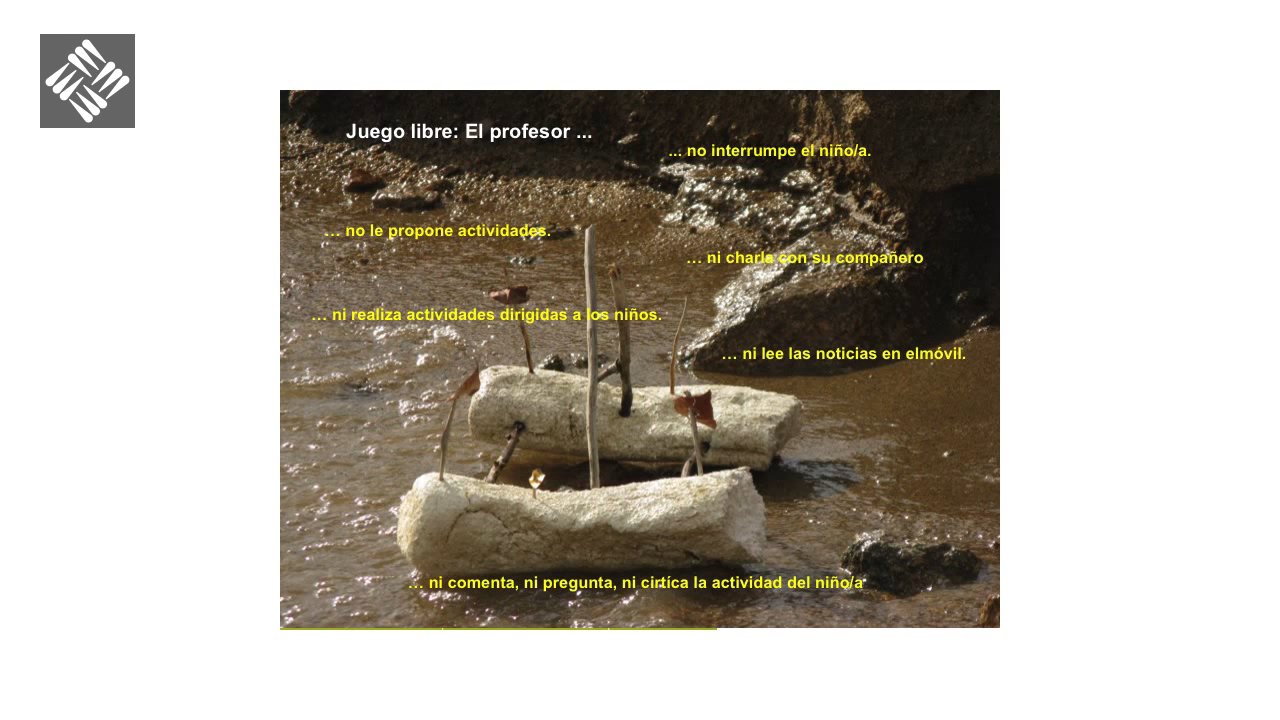 Juego libre: El profesor ...
... no interrumpe el niño/a.
… no le propone actividades.
… ni charla con su compañero
… ni realiza actividades dirigidas a los niños.
… ni lee las noticias en elmóvil.
… ni comenta, ni pregunta, ni cirtíca la actividad del niño/a